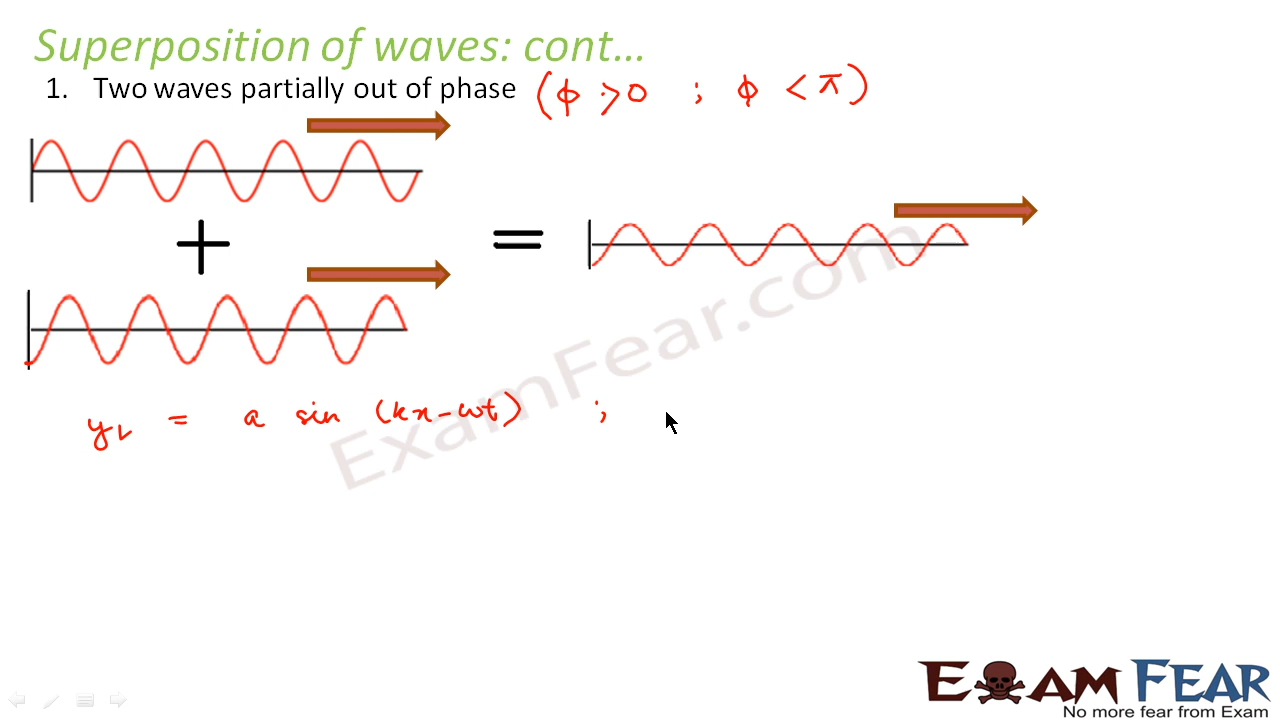 Superposition of waves: cont...
1. Two waves partially out of phase (ϕ > 0 ; ϕ < π)
+
=
y₁ = a sin (kx - ωt) ;
ExamFear.com
EXAM FEAR
No more fear from Exam